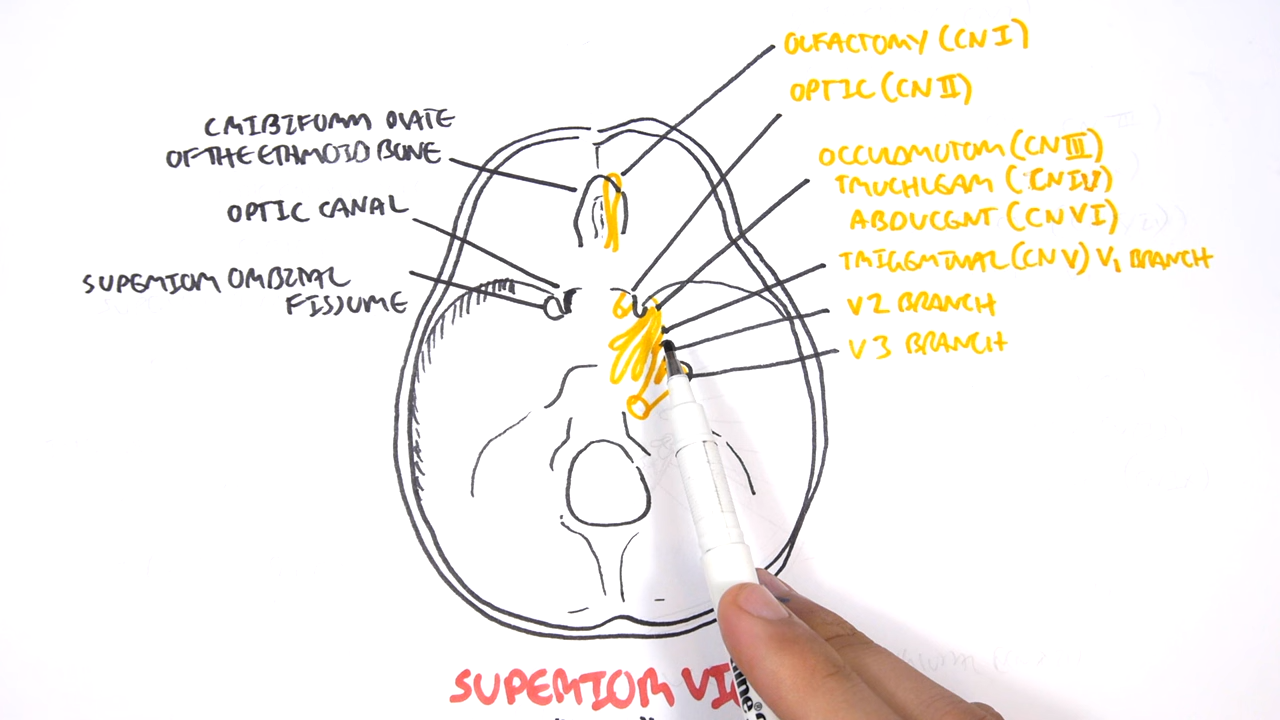 OLFACTORY (CN I)
OPTIC (CN II)
OCCULOMOTOR (CN III)
TROCHLEAR (CN IV)
ABDUCENT (CN VI)
TRIGEMINAL (CN V) V1 BRANCH
V2 BRANCH
V3 BRANCH
CRIBIFORM PLATE
OF THE ETHMOID BONE
OPTIC CANAL
SUPERIOR ORBITAL
FISSURE
SUPERIOR VI